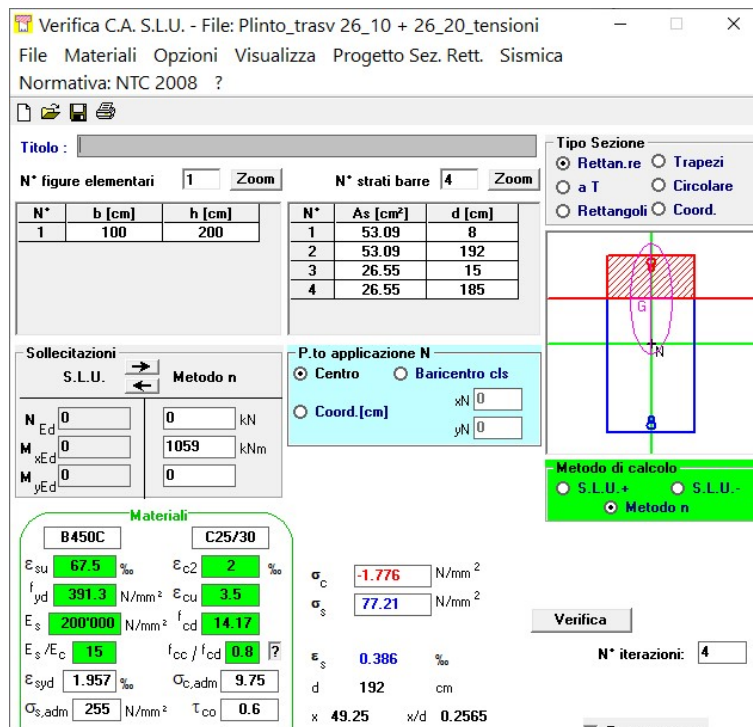 Verifica C.A. S.L.U. - File: Plinto_trasv 26_10 + 26_20_tensioni
File Materiali Opzioni Visualizza Progetto Sez. Rett. Sismica
Normativa: NTC 2008 ?
Titolo :
N° figure elementari 1 Zoom
N° strati barre 4 Zoom
N° b [cm] h [cm]
1 100 200
N° As [cm²] d [cm]
1 53.09 8
2 53.09 192
3 26.55 15
4 26.55 185
Tipo Sezione
Rettan.re Trapezi
a T Circolare
Rettangoli Coord.
G
N
Sollecitazioni
S.L.U. Metodo n
N Ed 0 0 kN
M xEd 0 1059 kNm
M yEd 0 0
P.to applicazione N
Centro Baricentro cls
Coord.[cm] xN 0
yN 0
Metodo di calcolo
S.L.U.+ S.L.U.-
Metodo n
Materiali
B450C C25/30
εsu 67.5 ‰ εc2 2 ‰
fyd 391.3 N/mm² εcu 3.5
Es 200'000 N/mm² fcd 14.17
Es/Ec 15 fcc / fcd 0.8 ?
εsyd 1.957 ‰ σc,adm 9.75
σs,adm 255 N/mm² τco 0.6
σc -1.776 N/mm²
σs 77.21 N/mm²
εs 0.386 ‰
d 192 cm
x 49.25 x/d 0.2565
Verifica
N° iterazioni: 4